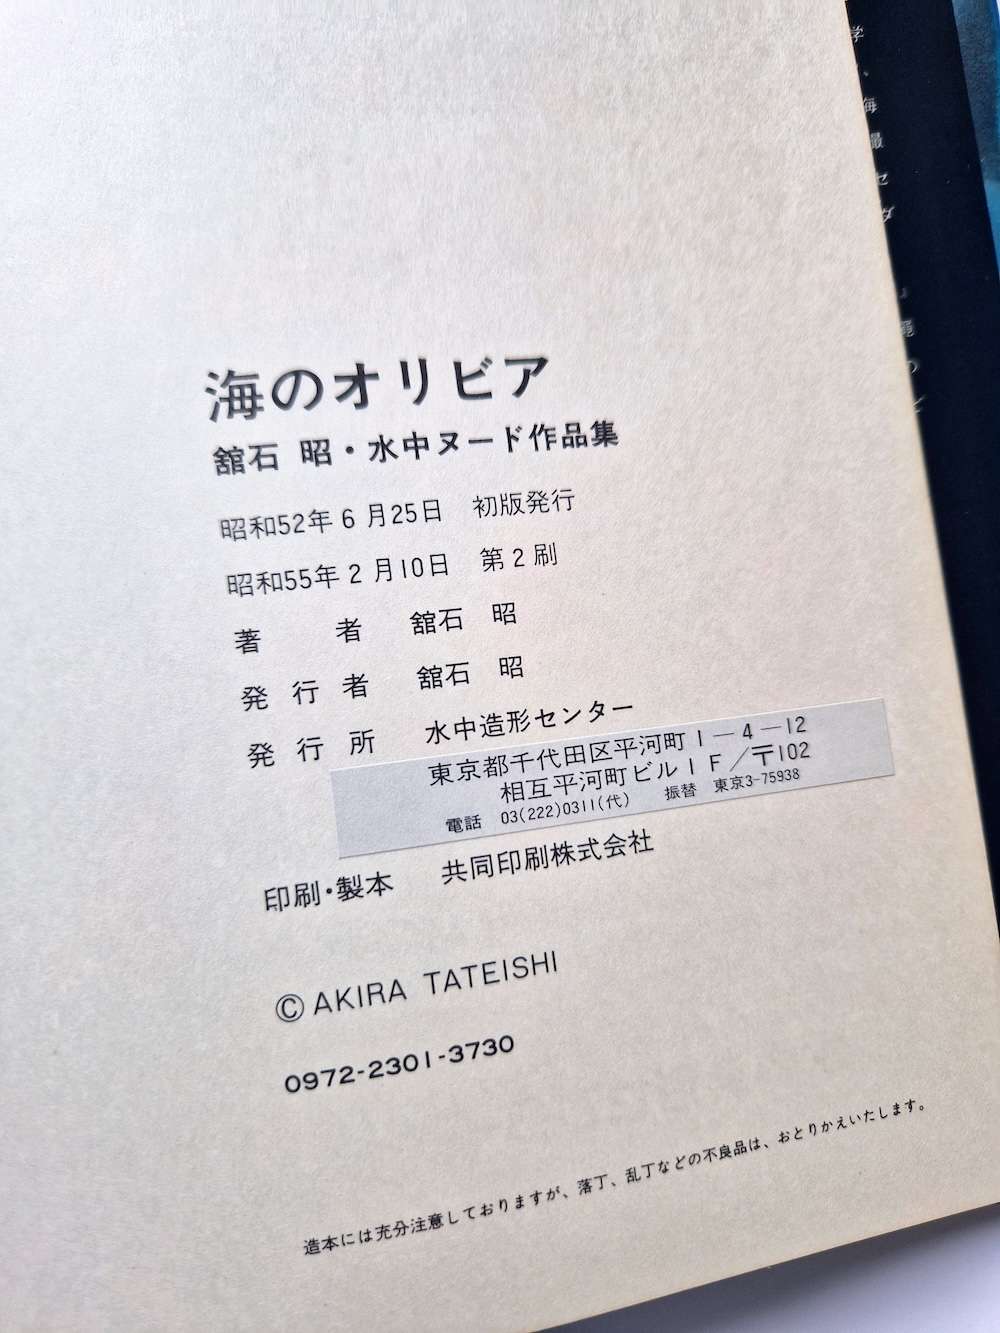 海のオリビア
舘石 昭・水中ヌード作品集
昭和52年6月25日 初版発行
昭和55年2月10日 第2刷
著者 舘石 昭
発行者 舘石 昭
発行所 水中造形センター
東京都千代田区平河町1−4−12
相互平河町ビル1F/〒102
電話 03(222)0311(代) 振替 東京3-75938
印刷・製本 共同印刷株式会社
© AKIRA TATEISHI
0972-2301-3730
造本には充分注意しておりますが、落丁、乱丁などの不良品は、おとりかえいたします。